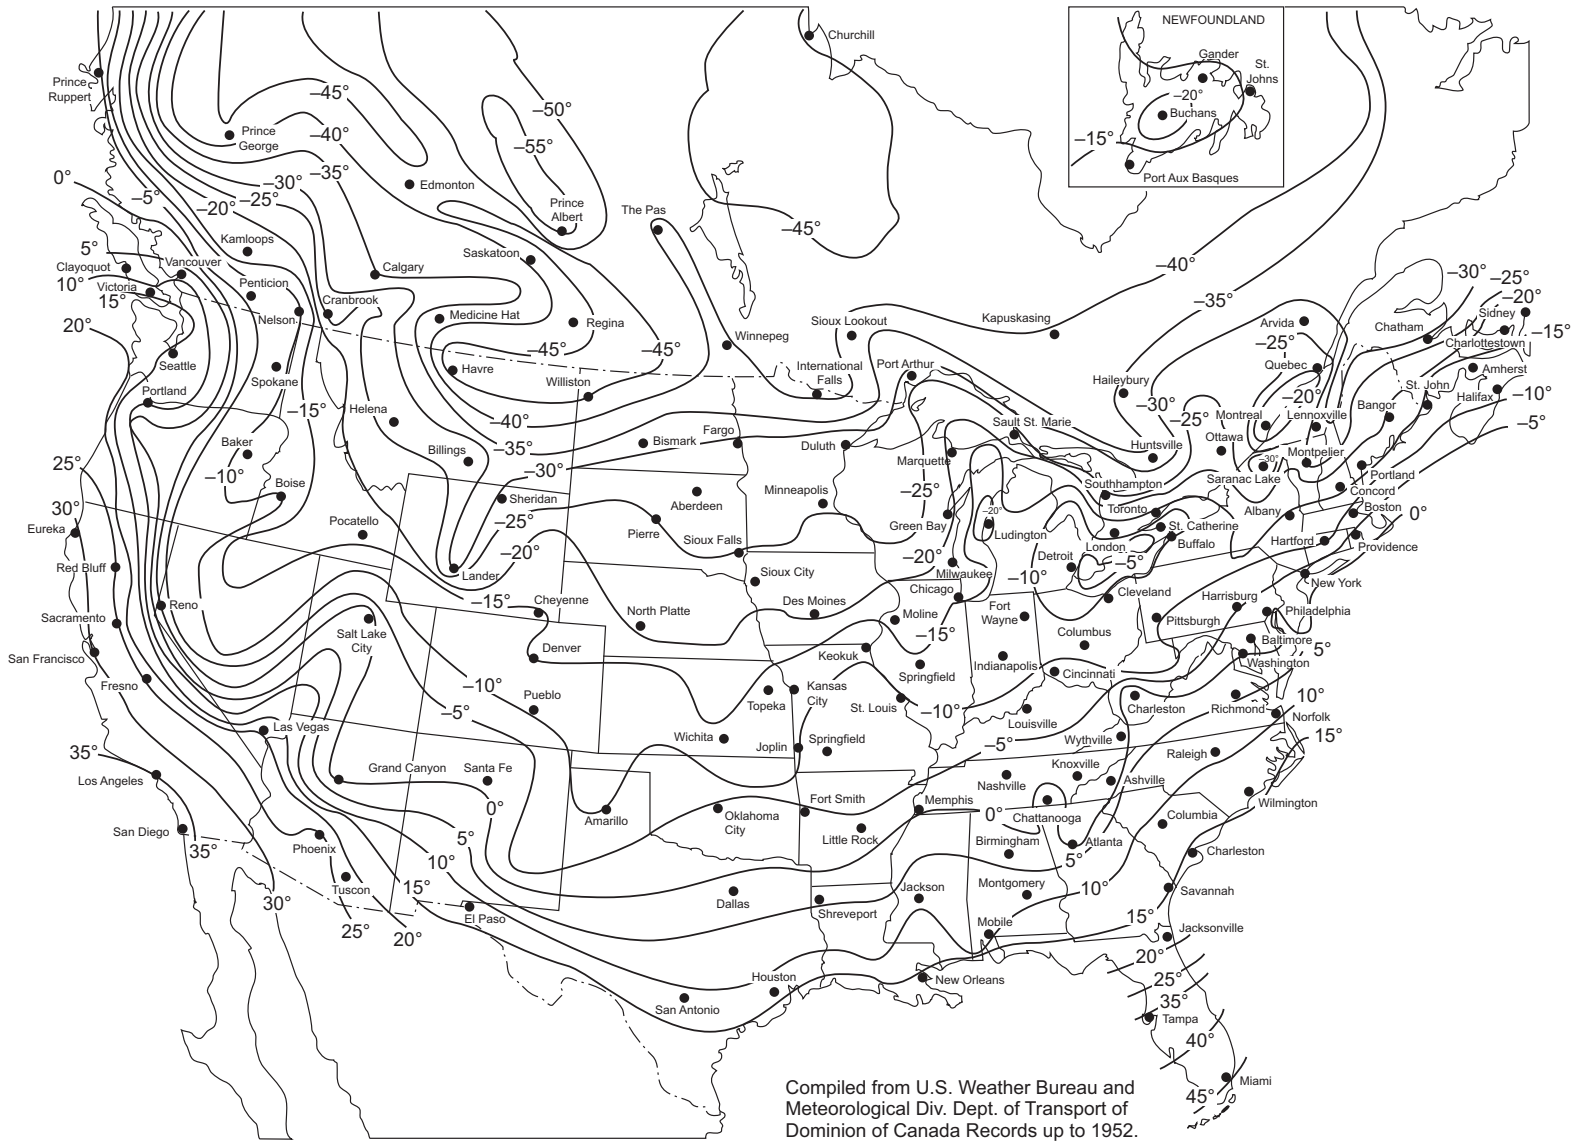 NEWFOUNDLAND
Gander
St.
Johns
–20°
Buchans
–15°
Port Aux Basques
Churchill
Prince
Ruppert
–45°
–50°
Prince
George
–40°
–55°
–35°
0°
–30°
–5°
–25°
–20°
Edmonton
Prince
Albert
The Pas
–45°
Kamloops
5°
Saskatoon
Clayoquot
Vancouver
Calgary
–40°
10°
Victoria
15°
Penticion
Cranbrook
–35°
–30°
–25°
–20°
20°
Nelson
Medicine Hat
Regina
Winnepeg
Sioux Lookout
Kapuskasing
Arvida
Chatham
Sidney
–15°
Seattle
–45°
–45°
–25°
Charlottestown
Spokane
Havre
International
Falls
Port Arthur
Quebec
Amherst
Portland
Williston
Haileybury
St. John
Halifax
–10°
–15°
Helena
–40°
–30°
–25°
–20°
Montreal
Lennoxville
Bangor
–5°
Baker
Billings
–35°
Bismark
Fargo
Duluth
Sault St. Marie
Ottawa
Huntsville
–10°
–30°
Marquette
–30°
Montpelier
25°
Boise
Sheridan
Aberdeen
Minneapolis
–25°
Southhampton
Saranac Lake
Portland
Concord
30°
Eureka
Pocatello
–25°
Pierre
Sioux Falls
Green Bay
–20°
Ludington
Toronto
St. Catherine
Albany
Boston
0°
–20°
–20°
Detroit
London
Buffalo
Hartford
Providence
Red Bluff
Lander
Sioux City
Milwaukee
–10°
–5°
New York
Reno
–15°
Cheyenne
North Platte
Des Moines
Chicago
Fort
Wayne
Cleveland
Harrisburg
Philadelphia
Sacramento
Salt Lake
City
Moline
–15°
Columbus
Pittsburgh
Baltimore
San Francisco
Denver
Keokuk
Indianapolis
Washington
5°
Fresno
–10°
Pueblo
Topeka
Kansas
City
Springfield
Cincinnati
–5°
St. Louis
–10°
Louisville
Charleston
Richmond
10°
Norfolk
Las Vegas
Wichita
Joplin
Springfield
–5°
Wythville
Raleigh
15°
35°
Los Angeles
Grand Canyon
Santa Fe
Nashville
Knoxville
Ashville
0°
Amarillo
Oklahoma
City
Fort Smith
Memphis
0°
Chattanooga
Wilmington
San Diego
5°
Little Rock
Columbia
35°
Phoenix
10°
Birmingham
Atlanta
5°
Charleston
Tuscon
15°
Dallas
Jackson
Montgomery
10°
Savannah
30°
El Paso
Shreveport
Mobile
15°
25°
20°
Jacksonville
20°
Houston
New Orleans
25°
San Antonio
35°
Tampa
40°
Miami
45°
Compiled from U.S. Weather Bureau and
Meteorological Div. Dept. of Transport of
Dominion of Canada Records up to 1952.